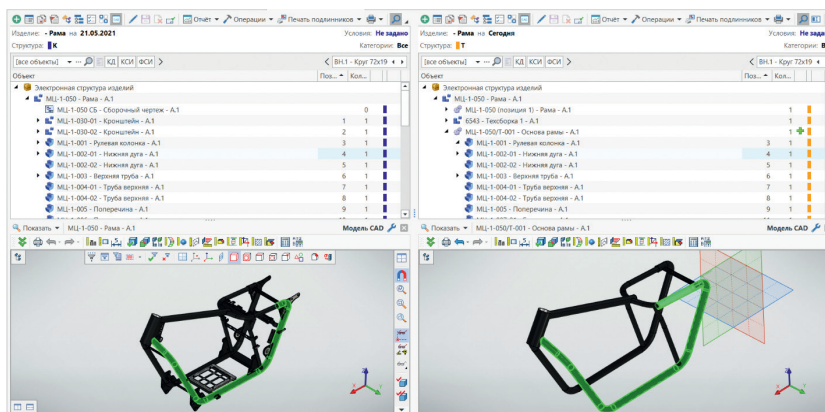 Отчёт Операции Печать подлинников
Изделие: - Рама на 21.05.2021 Условия: Не задано
Структура: К Категории: Все
[все объекты] ... КД КСИ ФСИ ВН.1 - Круг 72х19
Объект Поз... Кол...
Электронная структура изделий
МЦ-1-050 - Рама - А.1
МЦ-1-050 СБ - Сборочный чертеж - А.1 0
МЦ-1-030-01 - Кронштейн - А.1 1 1
МЦ-1-030-02 - Кронштейн - А.1 2 1
МЦ-1-001 - Рулевая колонка - А.1 3 1
МЦ-1-002-01 - Нижняя дуга - А.1 4 1
МЦ-1-002-02 - Нижняя дуга - А.1 5 1
МЦ-1-003 - Верхняя труба - А.1 6 1
МЦ-1-004-01 - Труба верхняя - А.1 7 1
МЦ-1-004-02 - Труба верхняя - А.1 8 1
МЦ-1-005 - Поперечина - А.1 9 1
Показать МЦ-1-050 - Рама - А.1 Модель CAD
Z
X Y
Отчёт Операции Печать подлинников
Изделие: - Рама на Сегодня Условия: Не задано
Структура: Т Категории: В
[все объекты] ... КД КСИ ФСИ ВН.1 - Круг 72х19
Объект Поз... Кол...
Электронная структура изделий
МЦ-1-050 - Рама - А.1
МЦ-1-050 (позиция 1) - Рама - А.1 1
6543 - Техсборка 1 - А.1 1
МЦ-1-050/Т-001 - Основа рамы - А.1 1
МЦ-1-001 - Рулевая колонка - А.1 3 1
МЦ-1-002-01 - Нижняя дуга - А.1 4 1
МЦ-1-002-02 - Нижняя дуга - А.1 5 1
МЦ-1-003 - Верхняя труба - А.1 6 1
МЦ-1-004-01 - Труба верхняя - А.1 7 1
МЦ-1-004-02 - Труба верхняя - А.1 8 1
МЦ-1-005 - Поперечина - А.1 9 1
Показать МЦ-1-050/Т-001 - Основа рамы - А.1 Модель CAD
Z
X Y